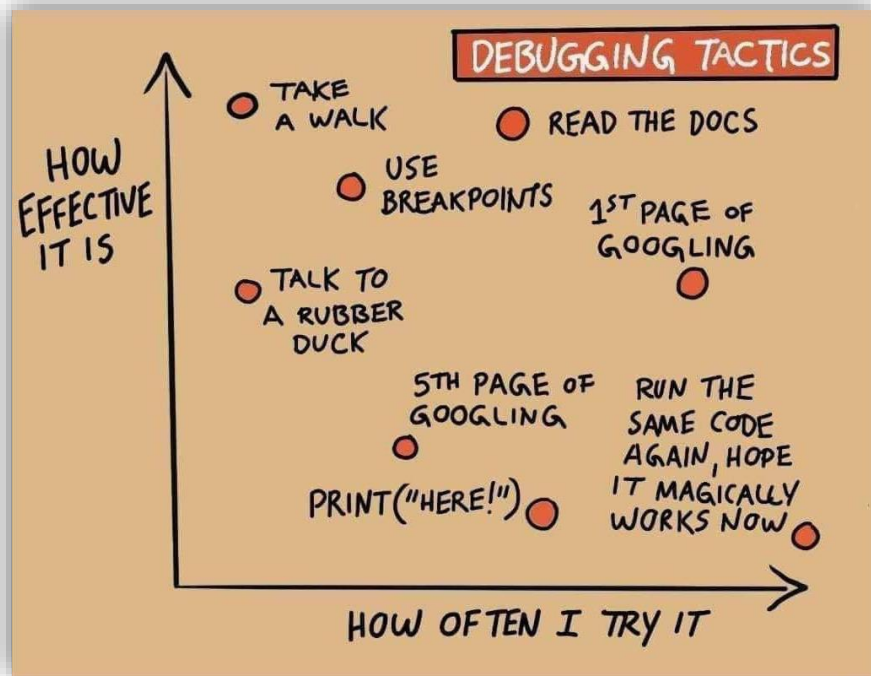 DEBUGGING TACTICS
HOW
EFFECTIVE
IT IS
TAKE
A WALK
READ THE DOCS
USE
BREAKPOINTS
1ST PAGE OF
GOOGLING
TALK TO
A RUBBER
DUCK
5TH PAGE OF
GOOGLING
RUN THE
SAME CODE
AGAIN, HOPE
IT MAGICALLY
WORKS NOW
PRINT("HERE!")
HOW OFTEN I TRY IT